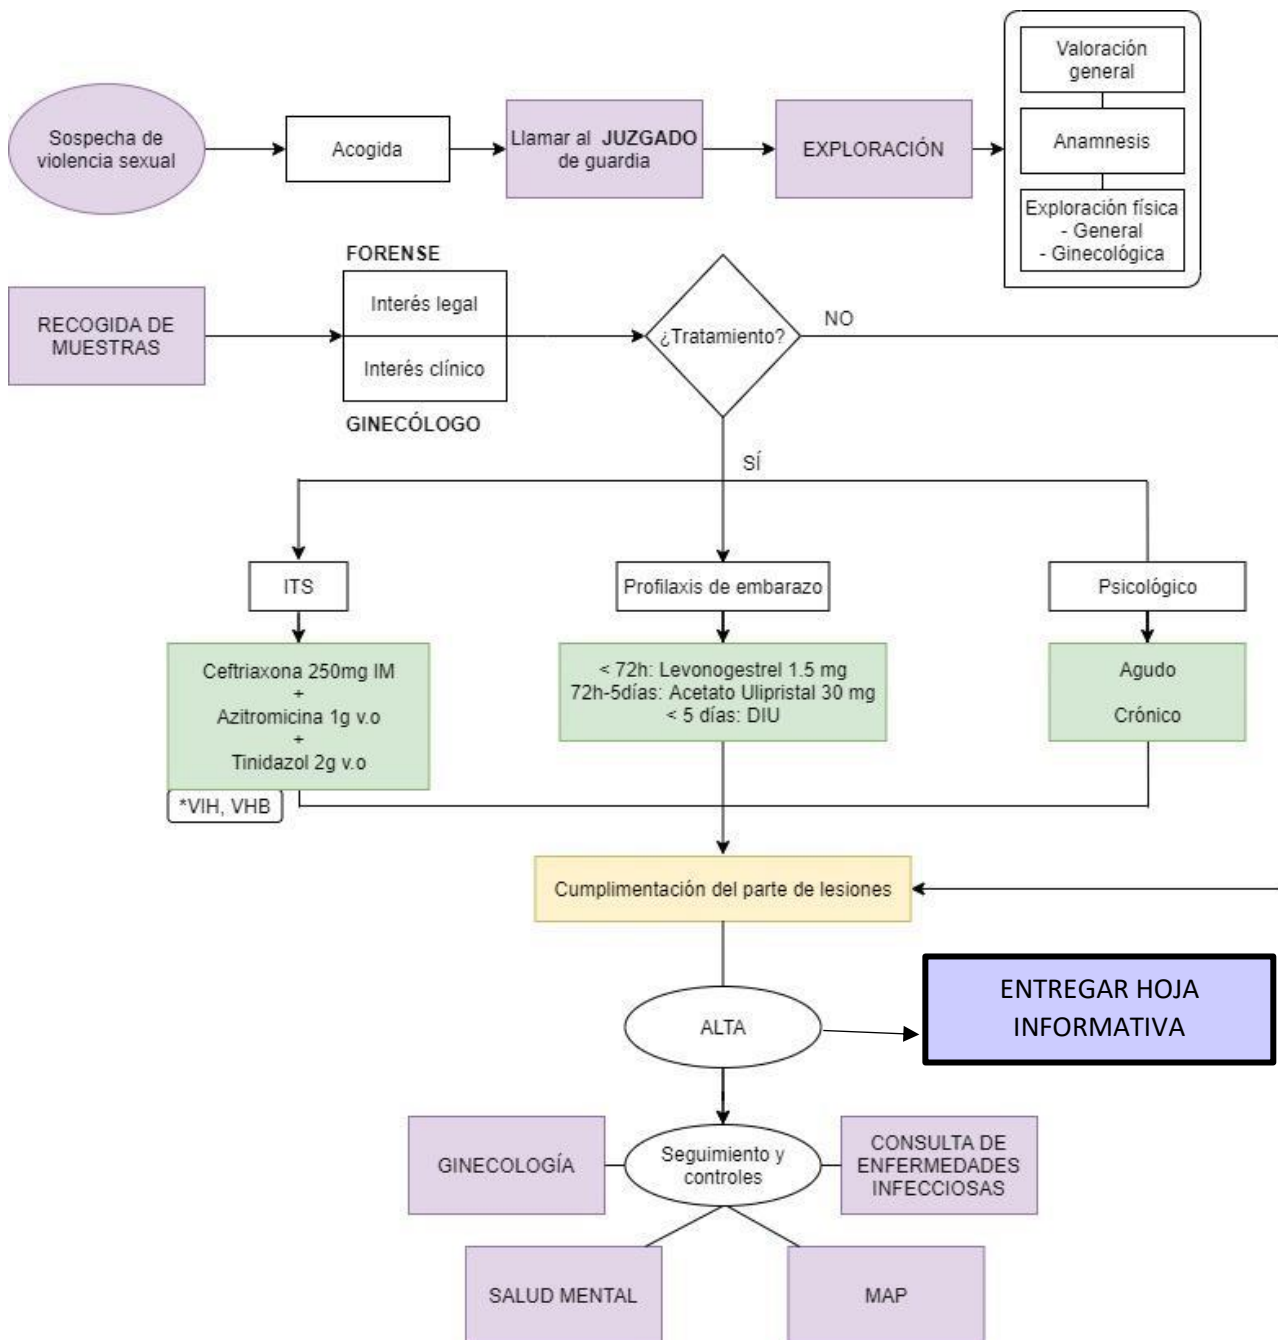 Sospecha de
violencia sexual
Acogida
Llamar al JUZGADO
de guardia
EXPLORACIÓN
Valoración
general
Anamnesis
Exploración física
- General
- Ginecológica
RECOGIDA DE
MUESTRAS
FORENSE
Interés legal
Interés clínico
GINECÓLOGO
¿Tratamiento?
NO
SÍ
ITS
Ceftriaxona 250mg IM
+
Azitromicina 1g v.o
+
Tinidazol 2g v.o
*VIH, VHB
Profilaxis de embarazo
< 72h: Levonogestrel 1.5 mg
72h-5días: Acetato Ulipristal 30 mg
< 5 días: DIU
Psicológico
Agudo
Crónico
Cumplimentación del parte de lesiones
ALTA
ENTREGAR HOJA
INFORMATIVA
Seguimiento y
controles
GINECOLOGÍA
CONSULTA DE
ENFERMEDADES
INFECCIOSAS
SALUD MENTAL
MAP